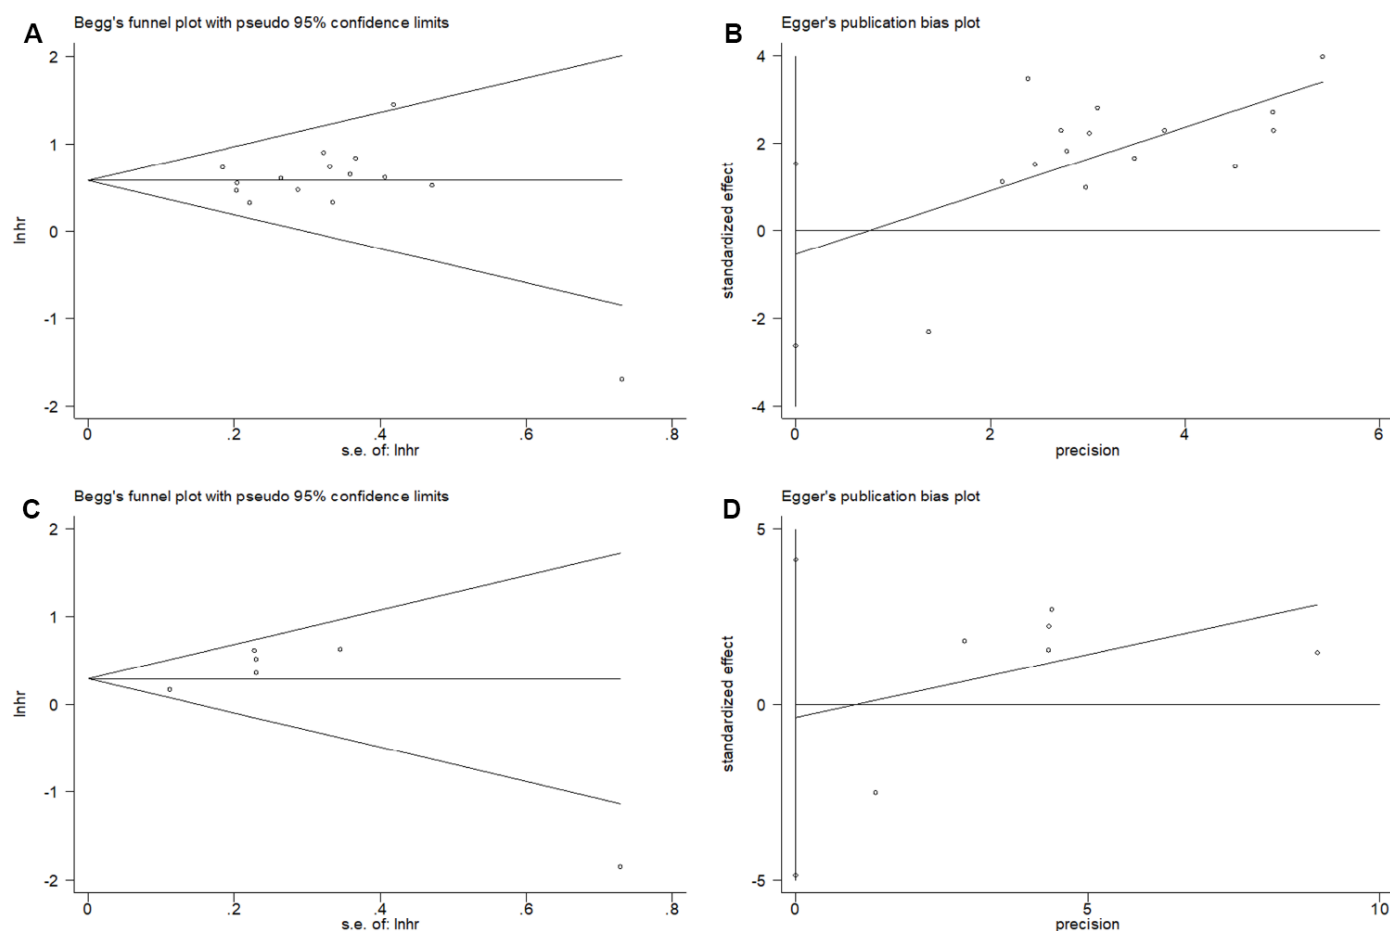 A
Begg's funnel plot with pseudo 95% confidence limits
lnhr
2
1
0
-1
-2
0 .2 .4 .6 .8
s.e. of: lnhr
B
Egger's publication bias plot
standardized effect
4
2
0
-2
-4
0 2 4 6
precision
C
Begg's funnel plot with pseudo 95% confidence limits
lnhr
2
1
0
-1
-2
0 .2 .4 .6 .8
s.e. of: lnhr
D
Egger's publication bias plot
standardized effect
5
0
-5
0 5 10
precision